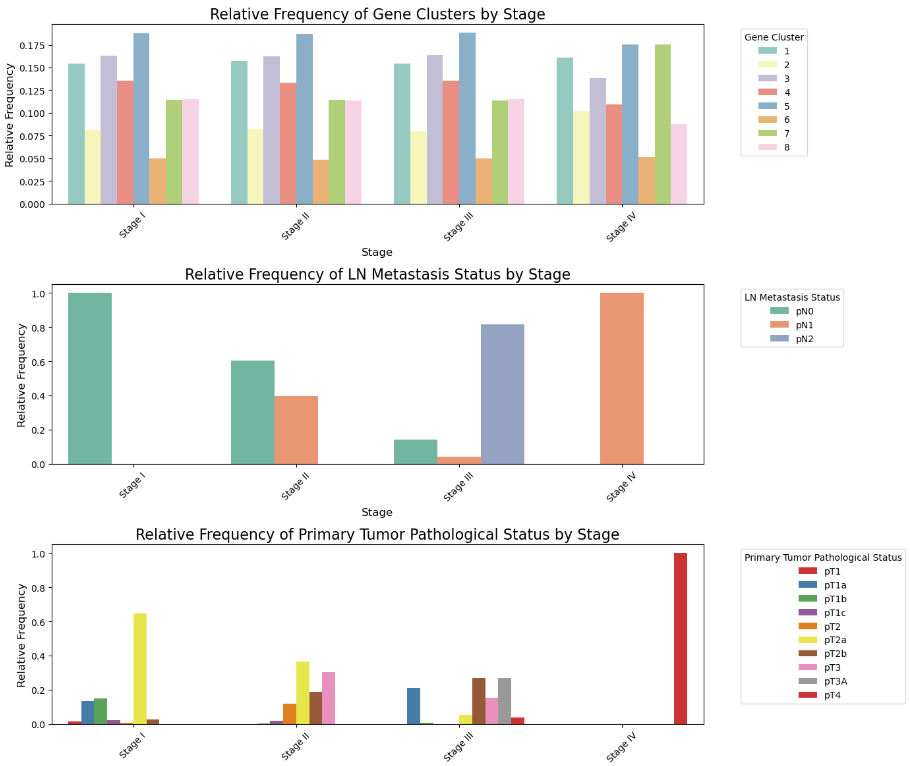 Relative Frequency of Gene Clusters by Stage
Relative Frequency
0.175
0.150
0.125
0.100
0.075
0.050
0.025
0.000
Stage I
Stage II
Stage III
Stage IV
Stage
Gene Cluster
1
2
3
4
5
6
7
8
Relative Frequency of LN Metastasis Status by Stage
Relative Frequency
1.0
0.8
0.6
0.4
0.2
0.0
Stage I
Stage II
Stage III
Stage IV
Stage
LN Metastasis Status
pN0
pN1
pN2
Relative Frequency of Primary Tumor Pathological Status by Stage
Relative Frequency
1.0
0.8
0.6
0.4
0.2
0.0
Stage I
Stage II
Stage III
Stage IV
Primary Tumor Pathological Status
pT1
pT1a
pT1b
pT1c
pT2
pT2a
pT2b
pT3
pT3A
pT4